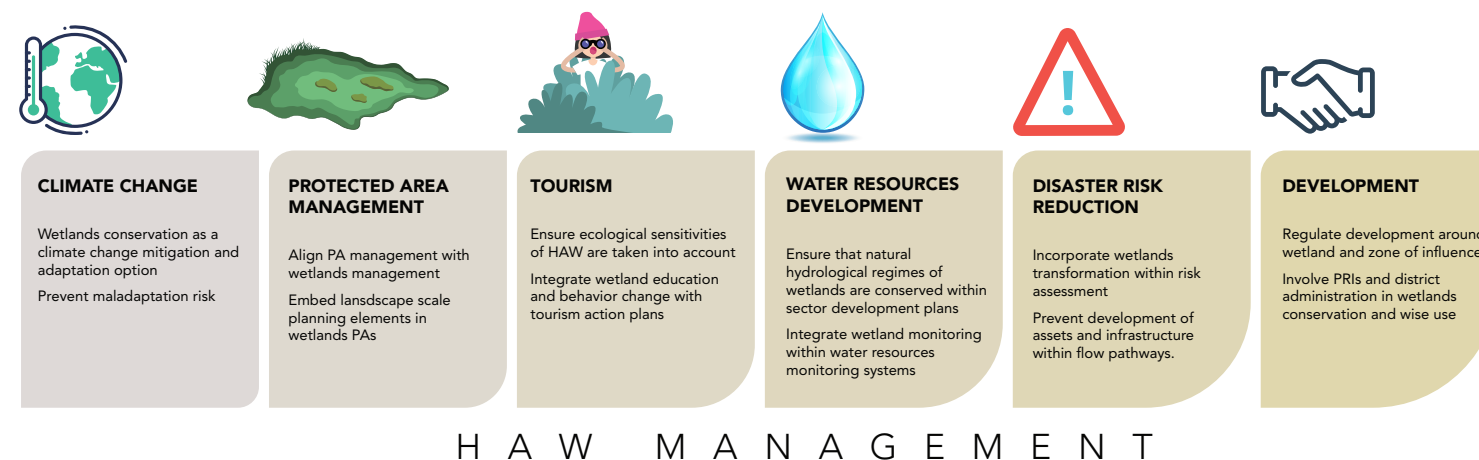 CLIMATE CHANGE
Wetlands conservation as a
climate change mitigation and
adaptation option
Prevent maladaptation risk
PROTECTED AREA
MANAGEMENT
Align PA management with
wetlands management
Embed lansdscape scale
planning elements in
wetlands PAs
TOURISM
Ensure ecological sensitivities
of HAW are taken into account
Integrate wetland education
and behavior change with
tourism action plans
WATER RESOURCES
DEVELOPMENT
Ensure that natural
hydrological regimes of
wetlands are conserved within
sector development plans
Integrate wetland monitoring
within water resources
monitoring systems
DISASTER RISK
REDUCTION
Incorporate wetlands
transformation within risk
assessment
Prevent development of
assets and infrastructure
within flow pathways.
DEVELOPMENT
Regulate development around
wetland and zone of influence
Involve PRIs and district
administration in wetlands
conservation and wise use
HAW MANAGEMENT